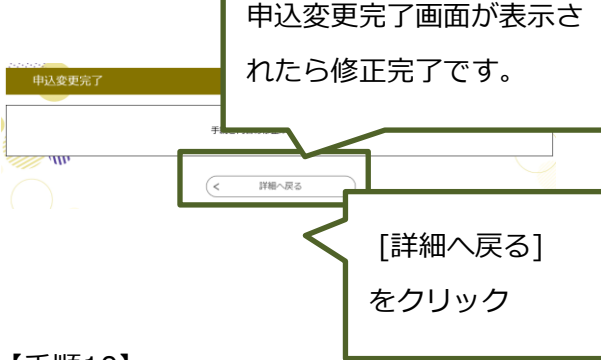 申込変更完了画面が表示さ
れたら修正完了です。
申込変更完了
< 詳細へ戻る
[詳細へ戻る]
をクリック